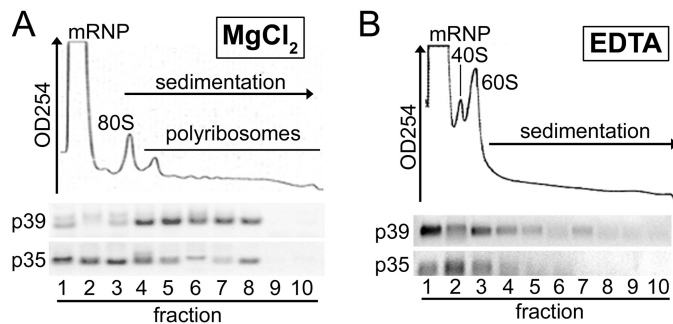 A
mRNP
MgCl₂
sedimentation
80S
polyribosomes
OD254
p39
p35
1 2 3 4 5 6 7 8 9 10
fraction
B
mRNP
EDTA
40S
60S
sedimentation
OD254
p39
p35
1 2 3 4 5 6 7 8 9 10
fraction